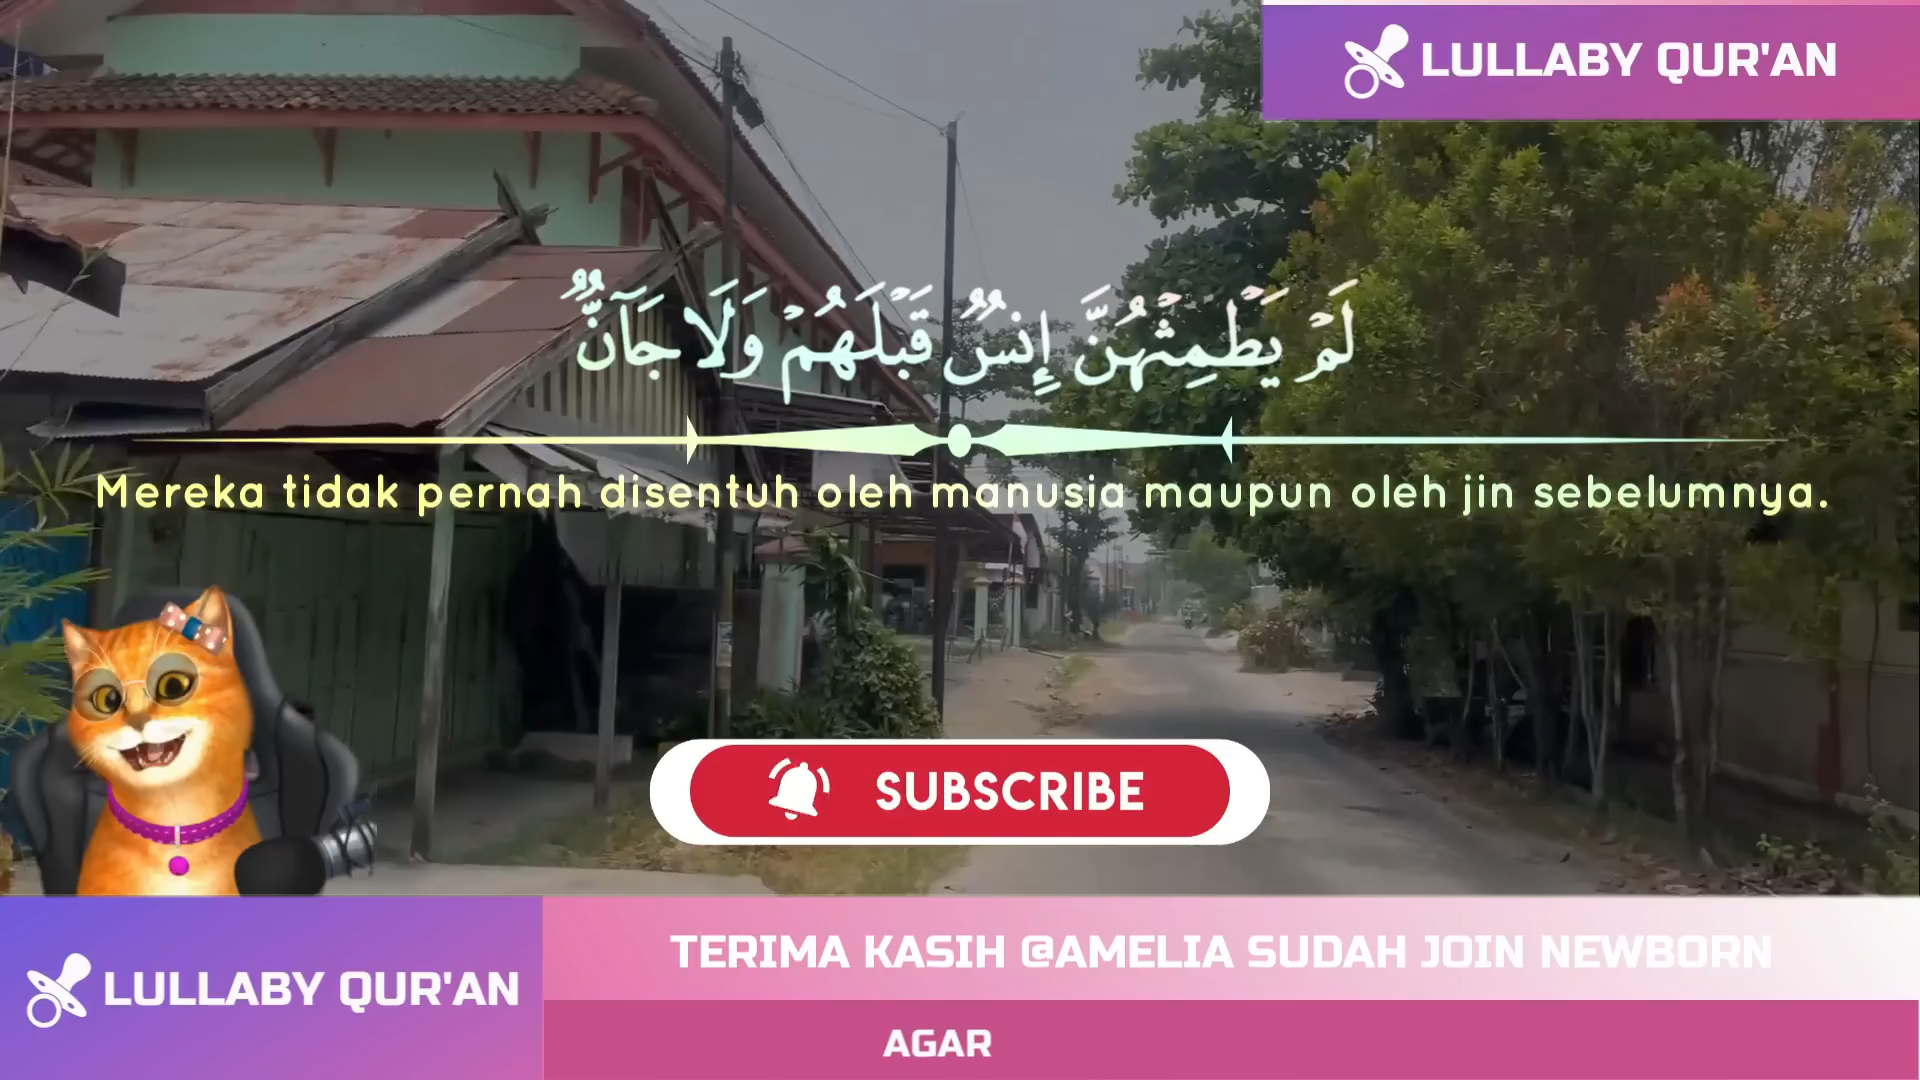 LULLABY QUR'AN
لَمْ يَطْمِثْهُنَّ إِنسٌ قَبْلَهُمْ وَلَا جَآنٌّ
Mereka tidak pernah disentuh oleh manusia maupun oleh jin sebelumnya.
SUBSCRIBE
LULLABY QUR'AN
TERIMA KASIH @AMELIA SUDAH JOIN NEWBORN
AGAR